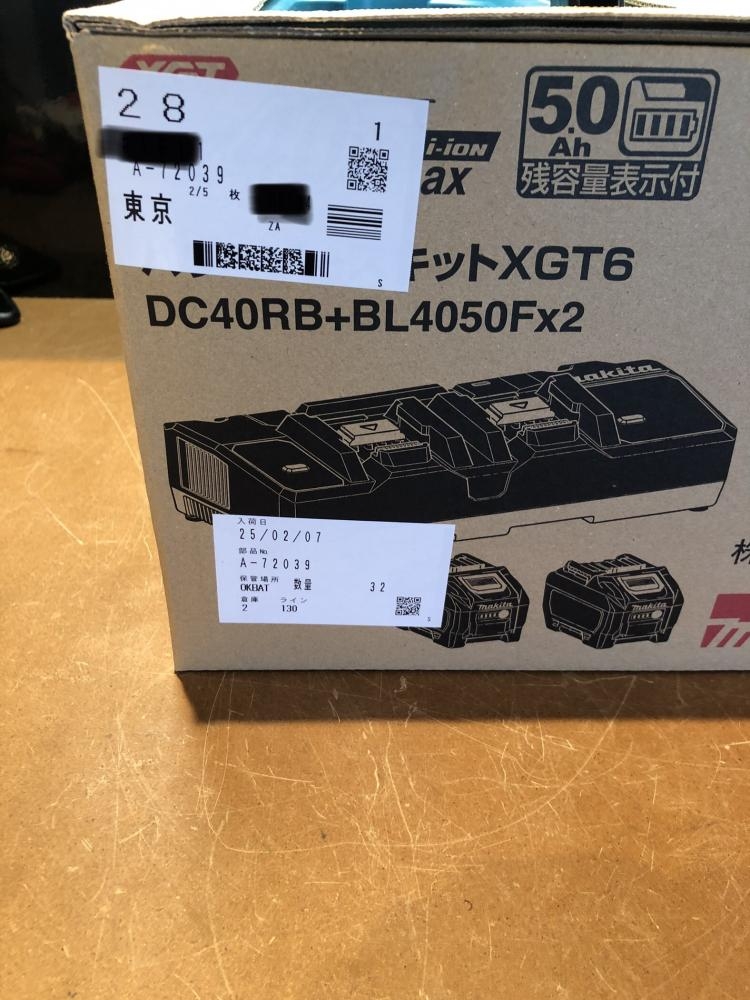 XGT
28
1
A-72039
2/5 枚
東京
ZA
S
Li-ion
ax
5.0
Ah
残容量表示付
キットXGT6
DC40RB+BL4050Fx2
makita
入荷日
25/02/07
部品No.
A-72039
保管場所 数量 32
OKBAT
倉庫 ライン
2 130
S
makita
makita
株